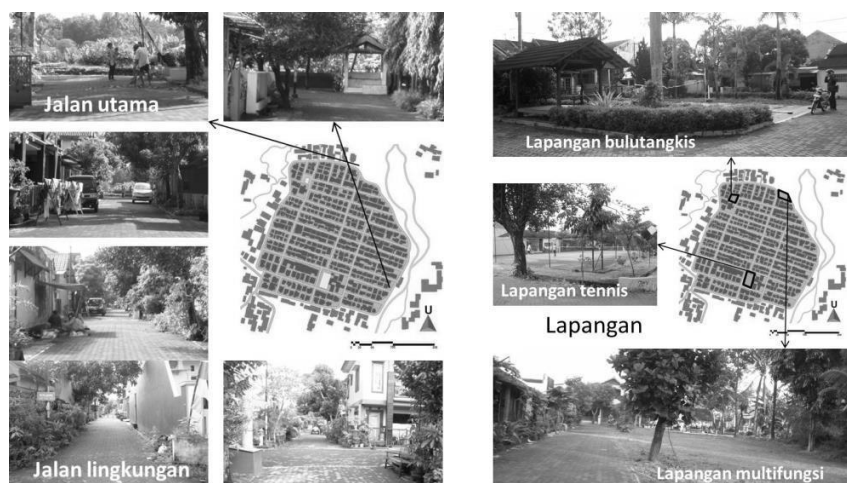 Jalan utama
Jalan lingkungan
U
Lapangan bulutangkis
Lapangan tennis
Lapangan
U
Lapangan multifungsi